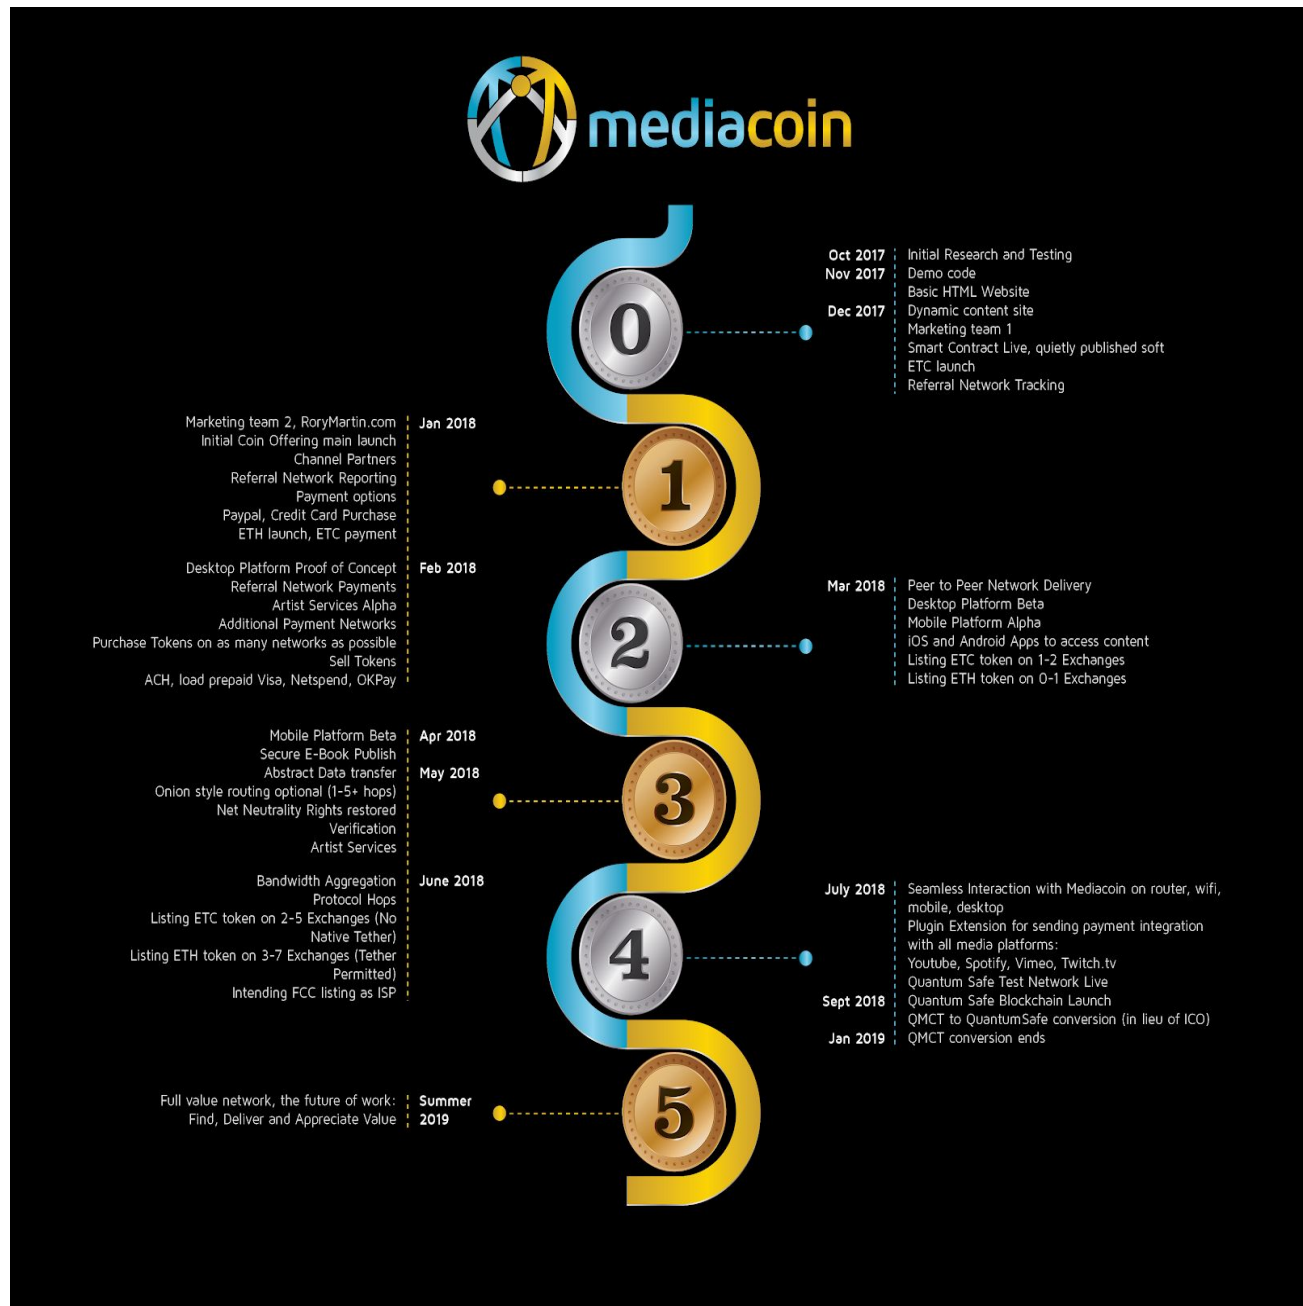 mediacoin
0
Oct 2017 Initial Research and Testing
Nov 2017 Demo code
Basic HTML Website
Dec 2017 Dynamic content site
Marketing team 1
Smart Contract Live, quietly published soft
ETC launch
Referral Network Tracking
1
Marketing team 2, RoryMartin.com Jan 2018
Initial Coin Offering main launch
Channel Partners
Referral Network Reporting
Payment options
Paypal, Credit Card Purchase
ETH launch, ETC payment
Desktop Platform Proof of Concept Feb 2018
Referral Network Payments
Artist Services Alpha
Additional Payment Networks
Purchase Tokens on as many networks as possible
Sell Tokens
ACH, load prepaid Visa, Netspend, OKPay
2
Mar 2018 Peer to Peer Network Delivery
Desktop Platform Beta
Mobile Platform Alpha
iOS and Android Apps to access content
Listing ETC token on 1-2 Exchanges
Listing ETH token on 0-1 Exchanges
3
Mobile Platform Beta Apr 2018
Secure E-Book Publish
Abstract Data transfer May 2018
Onion style routing optional (1-5+ hops)
Net Neutrality Rights restored
Verification
Artist Services
Bandwidth Aggregation June 2018
Protocol Hops
Listing ETC token on 2-5 Exchanges (No
Native Tether)
Listing ETH token on 3-7 Exchanges (Tether
Permitted)
Intending FCC listing as ISP
4
July 2018 Seamless Interaction with Mediacoin on router, wifi,
mobile, desktop
Plugin Extension for sending payment integration
with all media platforms:
Youtube, Spotify, Vimeo, Twitch.tv
Quantum Safe Test Network Live
Sept 2018 Quantum Safe Blockchain Launch
QMCT to QuantumSafe conversion (in lieu of ICO)
Jan 2019 QMCT conversion ends
5
Full value network, the future of work: Summer
Find, Deliver and Appreciate Value 2019